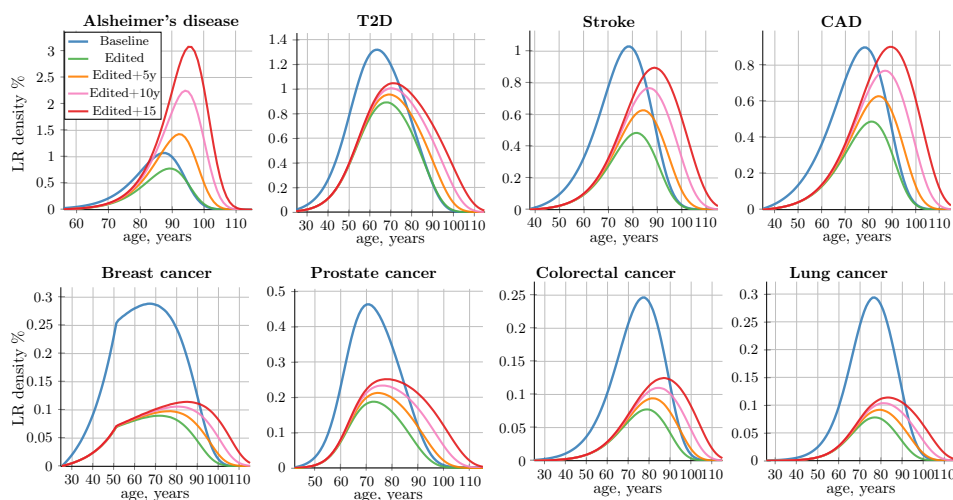 Alsheimer's disease
T2D
Stroke
CAD
Baseline
Edited
Edited+5y
Edited+10y
Edited+15
LR density %
3
2.5
2
1.5
1
0.5
0
60 70 80 90 100 110
age, years
1.4
1.2
1
0.8
0.6
0.4
0.2
0
30 40 50 60 70 80 90 100 110
age, years
1
0.8
0.6
0.4
0.2
0
40 50 60 70 80 90 100 110
age, years
0.8
0.6
0.4
0.2
0
40 50 60 70 80 90 100 110
age, years
Breast cancer
Prostate cancer
Colorectal cancer
Lung cancer
LR density %
0.3
0.25
0.2
0.15
0.1
0.05
0
30 40 50 60 70 80 90 100 110
age, years
0.5
0.4
0.3
0.2
0.1
0
50 60 70 80 90 100 110
age, years
0.25
0.20
0.15
0.1
0.05
0
30 40 50 60 70 80 90 100 110
age, years
0.3
0.25
0.2
0.15
0.1
0.05
0
30 40 50 60 70 80 90 100 110
age, years